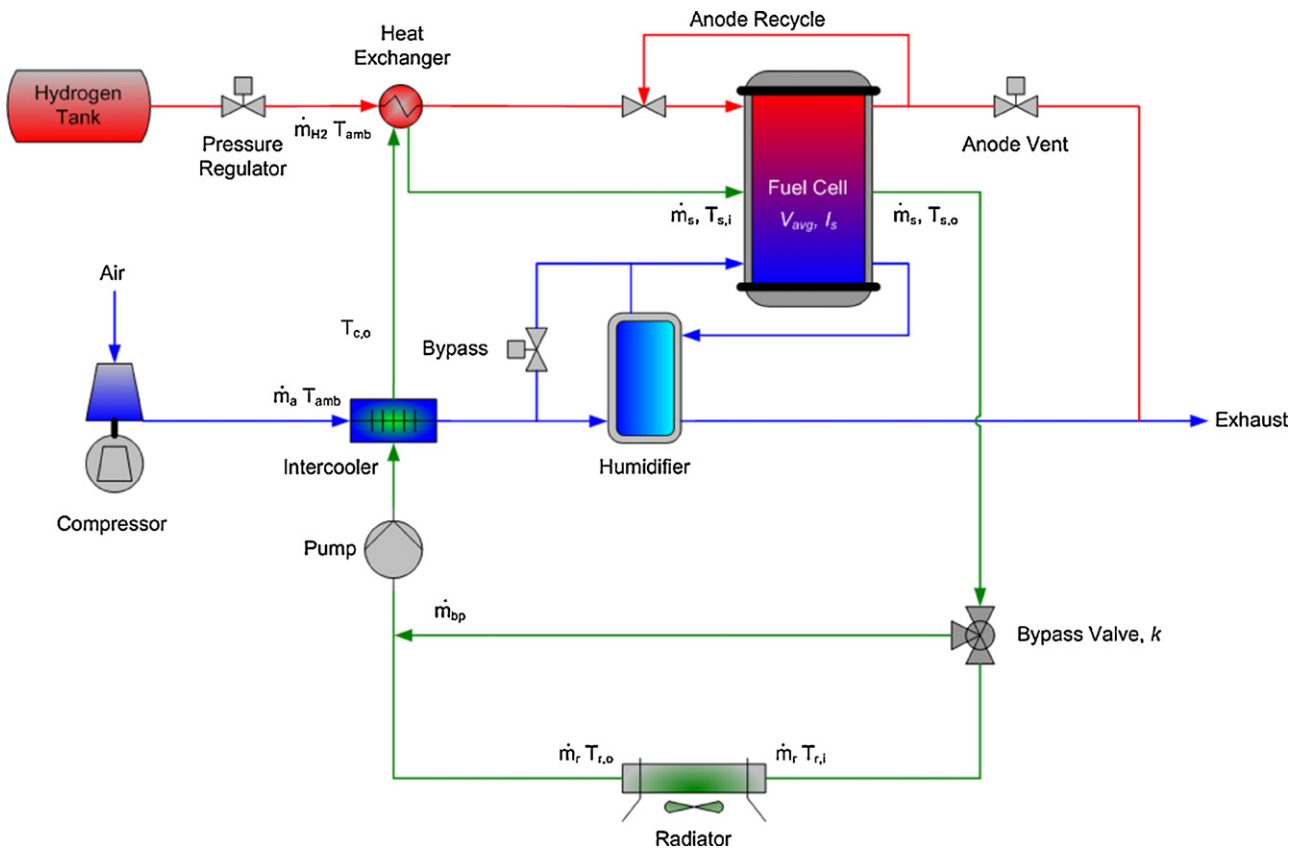 Anode Recycle
Heat
Exchanger
Hydrogen
Tank
Pressure
Regulator
ṁH2 Tamb
Anode Vent
Fuel Cell
Vavg, Is
ṁs, Ts,i
ṁs, Ts,o
Air
Tc,o
Bypass
ṁa Tamb
Exhaust
Intercooler
Humidifier
Compressor
Pump
ṁbp
Bypass Valve, k
ṁr Tr,o
ṁr Tr,i
Radiator